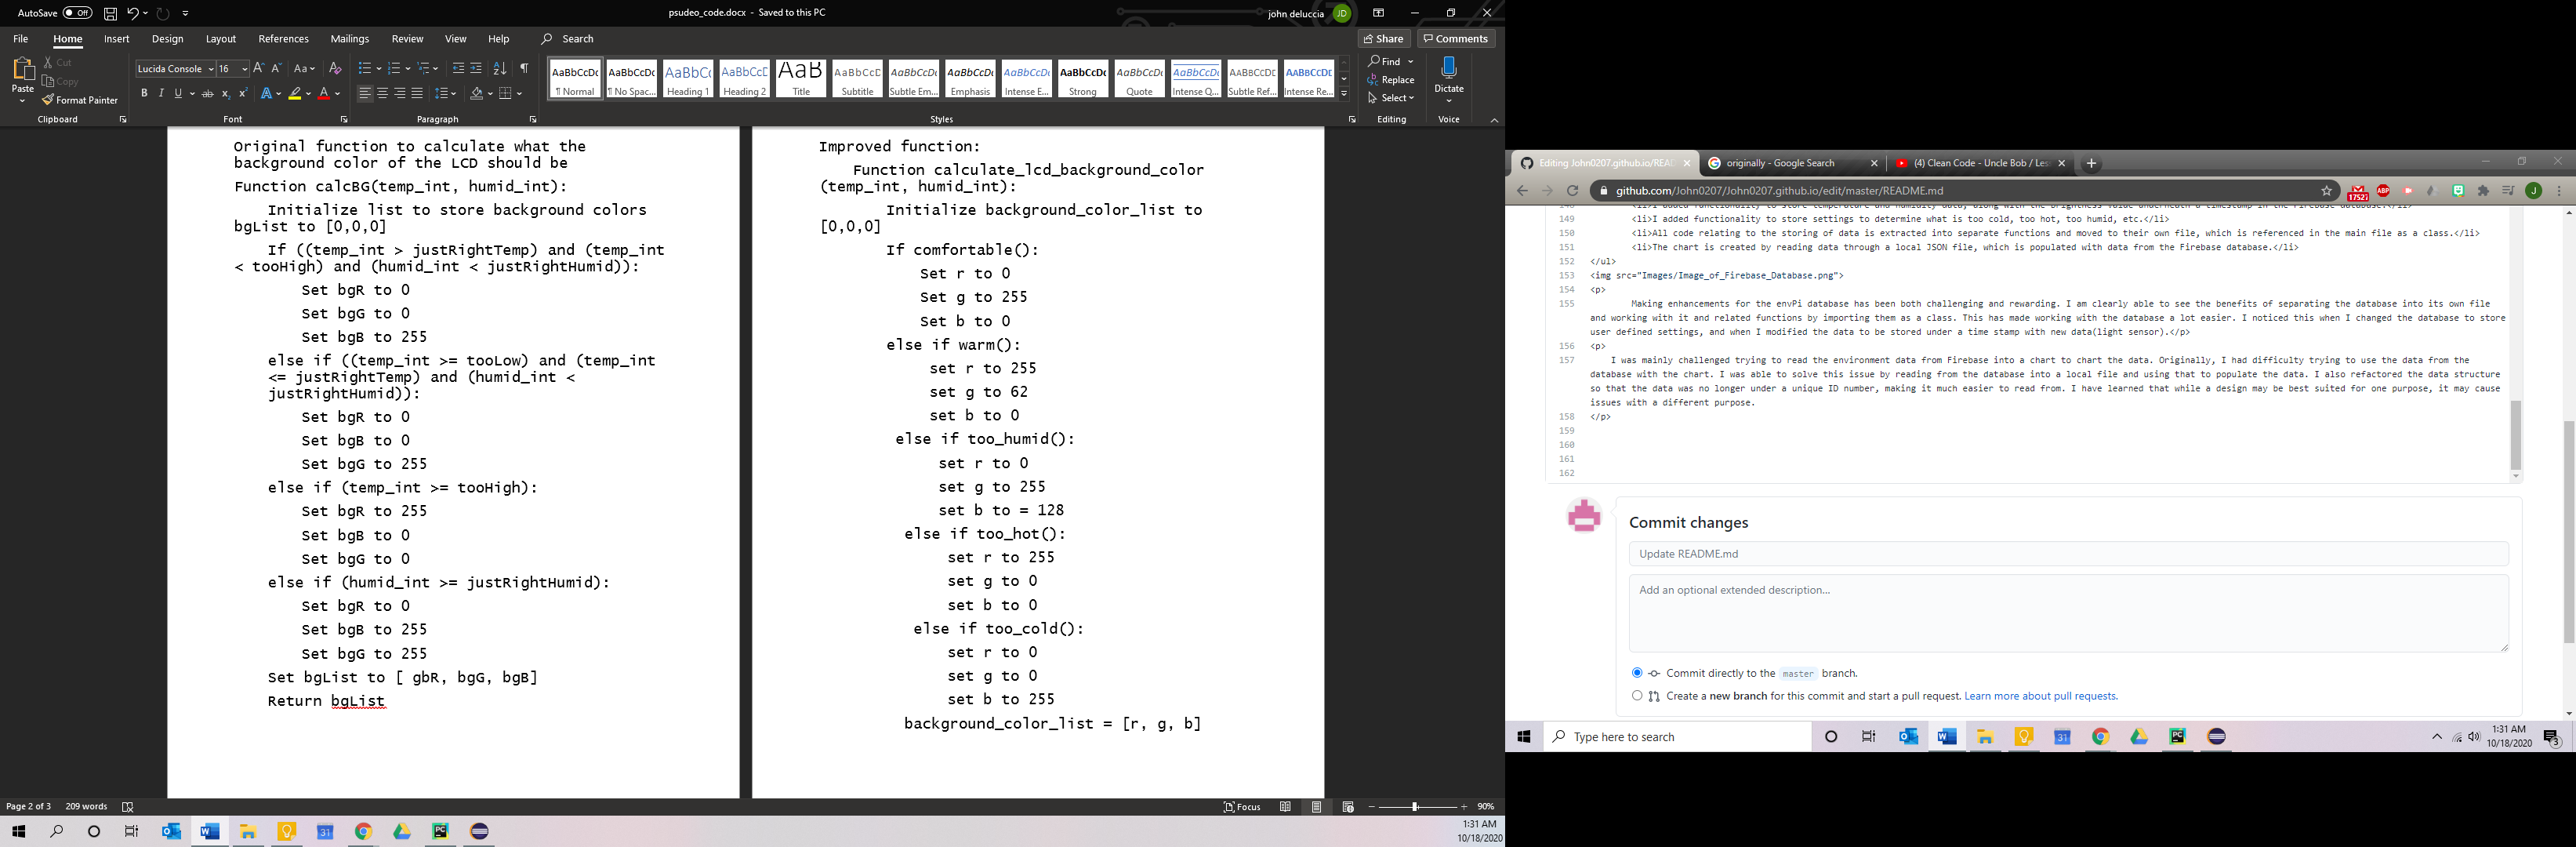 AutoSave Off
psudeo_code.docx - Saved to this PC
john deluccia JD
File Home Insert Design Layout References Mailings Review View Help Search
Share Comments
Paste
Cut
Copy
Format Painter
Clipboard
Lucida Console 16
Font
Paragraph
AaBbCcDc AaBbCcDc AaBbC( AaBbCcC AaB AaBbCcC AaBbCcDc AaBbCcDc AaBbCcDc AaBbCcDc AaBbCcDc AaBbCcDc AABBCCDC AABBCCDC
¶ Normal ¶ No Spac... Heading 1 Heading 2 Title Subtitle Subtle Em... Emphasis Intense E... Strong Quote Intense Q... Subtle Ref... Intense Re...
Styles
Find
Replace
Select
Editing
Dictate
Voice
Original function to calculate what the
background color of the LCD should be
Function calcBG(temp_int, humid_int):
Initialize list to store background colors
bgList to [0,0,0]
If ((temp_int > justRightTemp) and (temp_int
< tooHigh) and (humid_int < justRightHumid)):
Set bgR to 0
Set bgG to 0
Set bgB to 255
else if ((temp_int >= tooLow) and (temp_int
<= justRightTemp) and (humid_int <
justRightHumid)):
Set bgR to 0
Set bgB to 0
Set bgG to 255
else if (temp_int >= tooHigh):
Set bgR to 255
Set bgB to 0
Set bgG to 0
else if (humid_int >= justRightHumid):
Set bgR to 0
Set bgB to 255
Set bgG to 255
Set bgList to [ gbR, bgG, bgB]
Return bgList
Improved function:
Function calculate_lcd_background_color
(temp_int, humid_int):
Initialize background_color_list to
[0,0,0]
If comfortable():
Set r to 0
Set g to 255
Set b to 0
else if warm():
set r to 255
set g to 62
set b to 0
else if too_humid():
set r to 0
set g to 255
set b to = 128
else if too_hot():
set r to 255
set g to 0
set b to 0
else if too_cold():
set r to 0
set g to 0
set b to 255
background_color_list = [r, g, b]
Page 2 of 3 209 words
Focus
90%
1:31 AM
10/18/2020
Editing John0207.github.io/REA
originally - Google Search
(4) Clean Code - Uncle Bob / Les
github.com/John0207/John0207.github.io/edit/master/README.md
17527 ABP J
149 <li>I added functionality to store settings to determine what is too cold, too hot, too humid, etc.</li>
150 <li>All code relating to the storing of data is extracted into separate functions and moved to their own file, which is referenced in the main file as a class.</li>
151 <li>The chart is created by reading data through a local JSON file, which is populated with data from the Firebase database.</li>
152 </ul>
153 <img src="Images/Image_of_Firebase_Database.png">
154 <p>
155 Making enhancements for the envPi database has been both challenging and rewarding. I am clearly able to see the benefits of separating the database into its own file
and working with it and related functions by importing them as a class. This has made working with the database a lot easier. I noticed this when I changed the database to store
user defined settings, and when I modified the data to be stored under a time stamp with new data(light sensor).</p>
156 <p>
157 I was mainly challenged trying to read the environment data from Firebase into a chart to chart the data. Originally, I had difficulty trying to use the data from the
database with the chart. I was able to solve this issue by reading from the database into a local file and using that to populate the data. I also refactored the data structure
so that the data was no longer under a unique ID number, making it much easier to read from. I have learned that while a design may be best suited for one purpose, it may cause
issues with a different purpose.
158 </p>
159
160
161
162
Commit changes
Update README.md
Add an optional extended description...
Commit directly to the master branch.
Create a new branch for this commit and start a pull request. Learn more about pull requests.
Type here to search
1:31 AM
10/18/2020
3